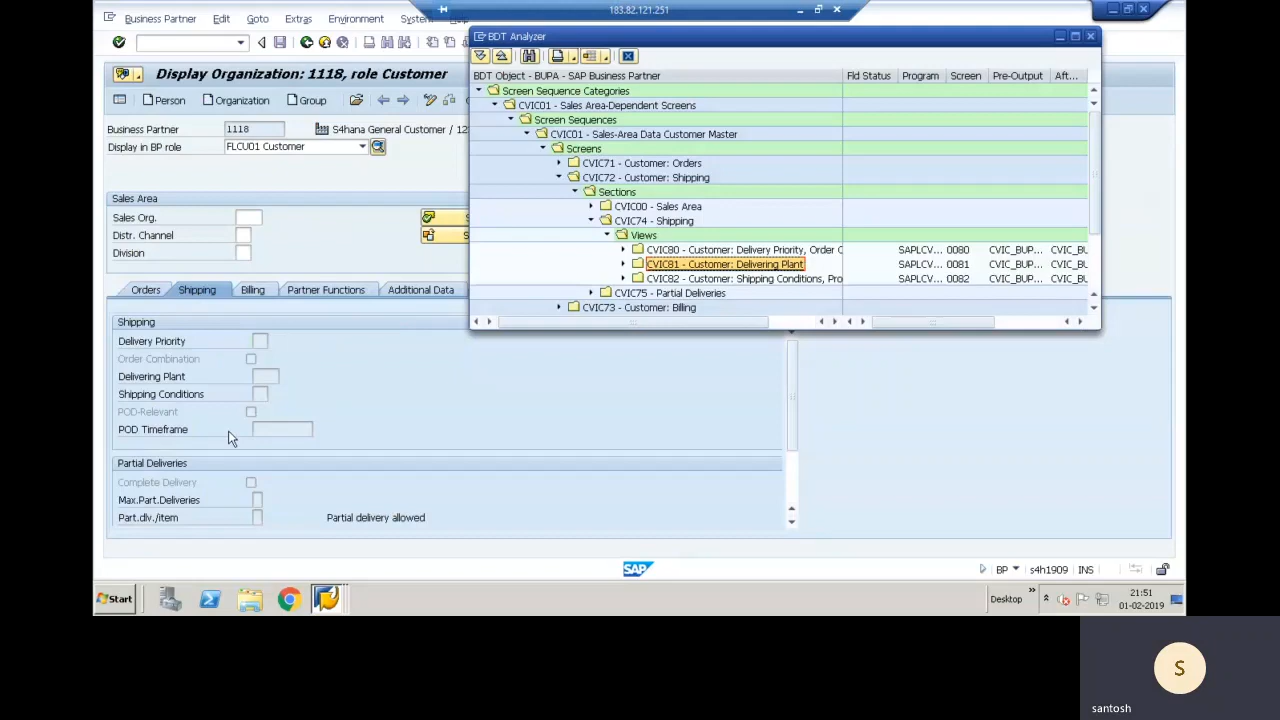 183.82.121.251
Business Partner Edit Goto Extras Environment System
Display Organization: 1118, role Customer
Person Organization Group
Business Partner 1118 S4hana General Customer / 12
Display in BP role FLCU01 Customer
Sales Area
Sales Org.
Distr. Channel
Division
Orders Shipping Billing Partner Functions Additional Data
Shipping
Delivery Priority
Order Combination
Delivering Plant
Shipping Conditions
POD-Relevant
POD Timeframe
Partial Deliveries
Complete Delivery
Max.Part.Deliveries
Part.dlv./item Partial delivery allowed
BDT Analyzer
BDT Object - BUPA - SAP Business Partner Fld Status Program Screen Pre-Output Aft...
Screen Sequence Categories
CVIC01 - Sales Area-Dependent Screens
Screen Sequences
CVIC01 - Sales-Area Data Customer Master
Screens
CVIC71 - Customer: Orders
CVIC72 - Customer: Shipping
Sections
CVIC00 - Sales Area
CVIC74 - Shipping
Views
CVIC80 - Customer: Delivery Priority, Order C SAPLCV... 0080 CVIC_BUP... CVIC_BU
CVIC81 - Customer: Delivering Plant SAPLCV... 0081 CVIC_BUP... CVIC_BU
CVIC82 - Customer: Shipping Conditions, Pro SAPLCV... 0082 CVIC_BUP... CVIC_BU
CVIC75 - Partial Deliveries
CVIC73 - Customer: Billing
SAP
BP s4h1909 INS
Start
Desktop
21:51
01-02-2019
S
santosh